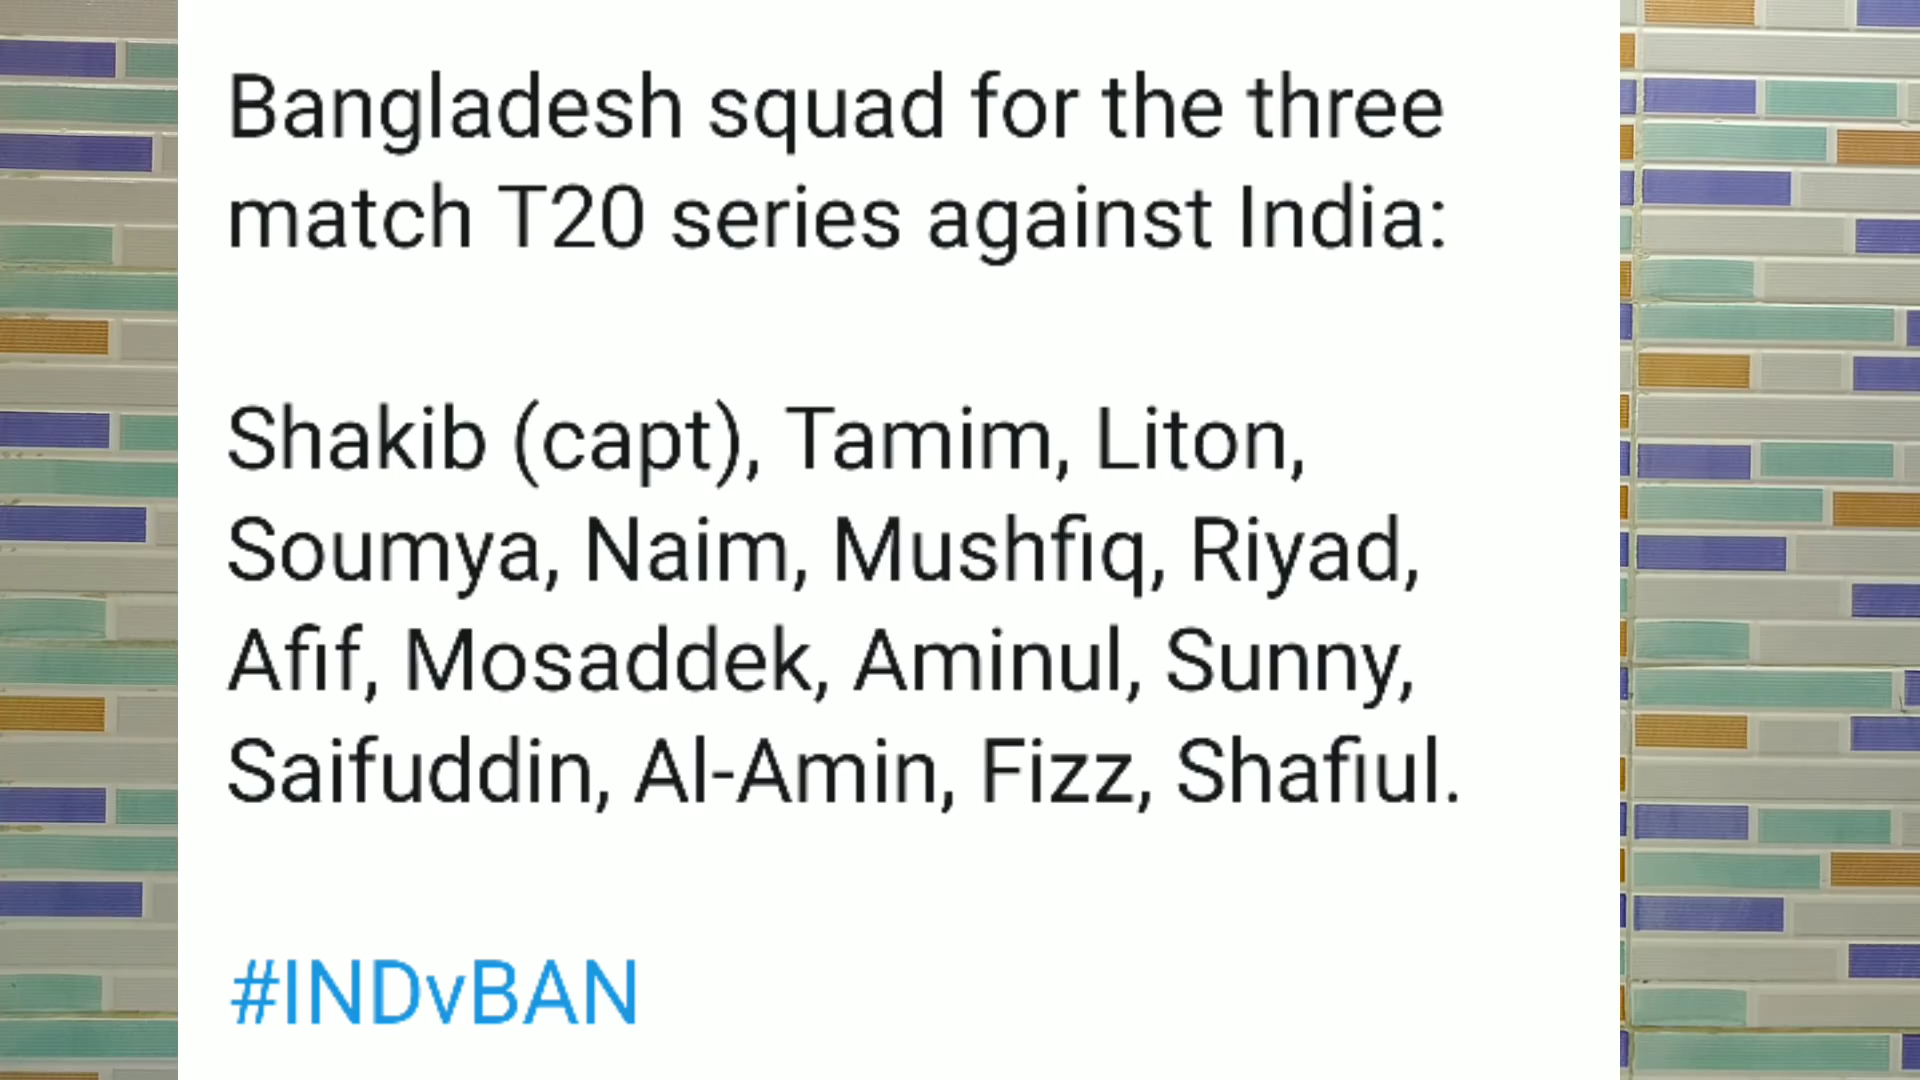 Bangladesh squad for the three
match T20 series against India:
Shakib (capt), Tamim, Liton,
Soumya, Naim, Mushfiq, Riyad,
Afif, Mosaddek, Aminul, Sunny,
Saifuddin, Al-Amin, Fizz, Shafiul.
#INDvBAN